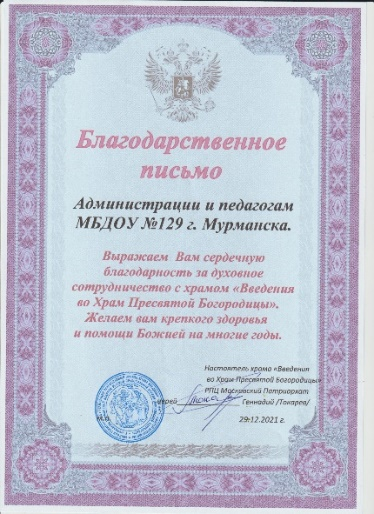 Благодарственное
письмо
Администрации и педагогам
МБДОУ №129 г. Мурманска.
Выражаем Вам сердечную
благодарность за духовное
сотрудничество с храмом «Введения
во Храм Пресвятой Богородицы».
Желаем вам крепкого здоровья
и помощи Божией на многие годы.
Настоятель храма «Введения
во Храм Пресвятой Богородицы»
РПЦ Московский Патриархат
иерей Геннадий /Токарев/
М.П.
29.12.2021 г.